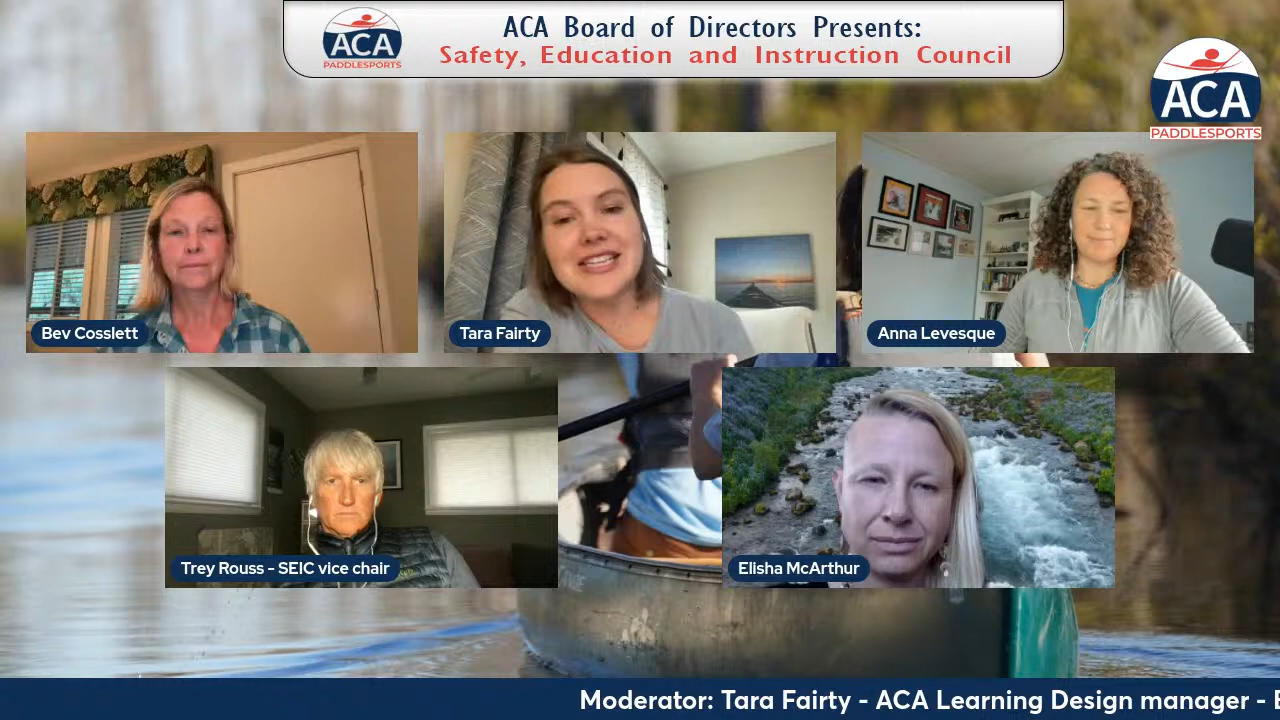 ACA Board of Directors Presents:
Safety, Education and Instruction Council
ACA
PADDLESPORTS
ACA
PADDLESPORTS
Bev Cosslett
Tara Fairty
Anna Levesque
Trey Rouss - SEIC vice chair
Elisha McArthur
Moderator: Tara Fairty - ACA Learning Design manager -